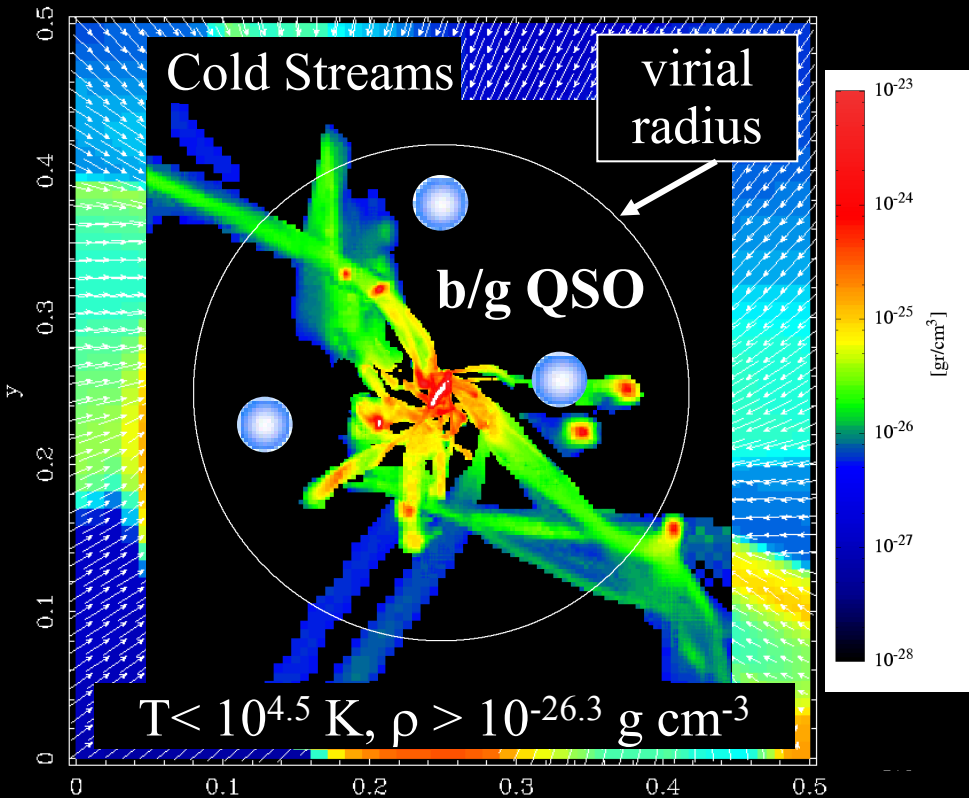 Cold Streams
virial
radius
b/g QSO
T< 10^4.5 K, ρ > 10^-26.3 g cm^-3
y
0.5
0.4
0.3
0.2
0.1
0
0
0.1
0.2
0.3
0.4
0.5
10^-23
10^-24
10^-25
10^-26
10^-27
10^-28
[gr/cm^3]